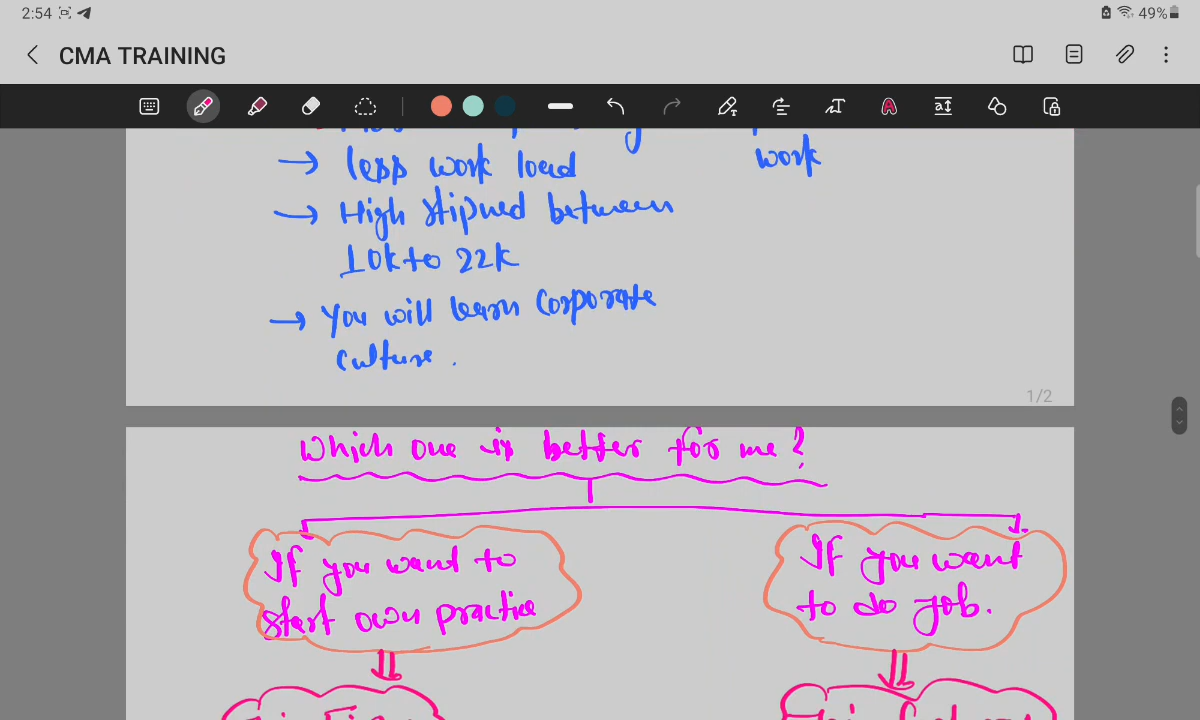 2:54
49%
CMA TRAINING
work
→ less work load
→ High stipned between
10k to 22k
→ You will learn corporate
culture.
1/2
Which one is better for me?
If you want to
start own practice
If you want
to do job.